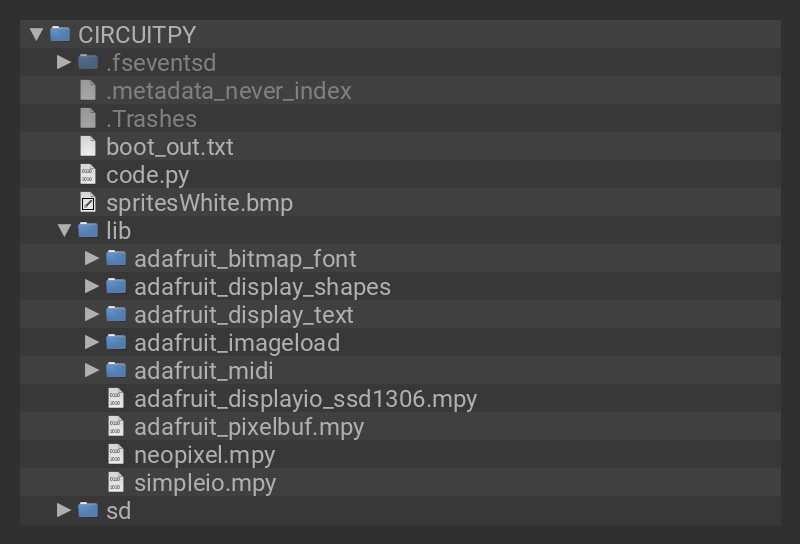 CIRCUITPY
.fseventsd
.metadata_never_index
.Trashes
boot_out.txt
code.py
spritesWhite.bmp
lib
adafruit_bitmap_font
adafruit_display_shapes
adafruit_display_text
adafruit_imageload
adafruit_midi
adafruit_displayio_ssd1306.mpy
adafruit_pixelbuf.mpy
neopixel.mpy
simpleio.mpy
sd